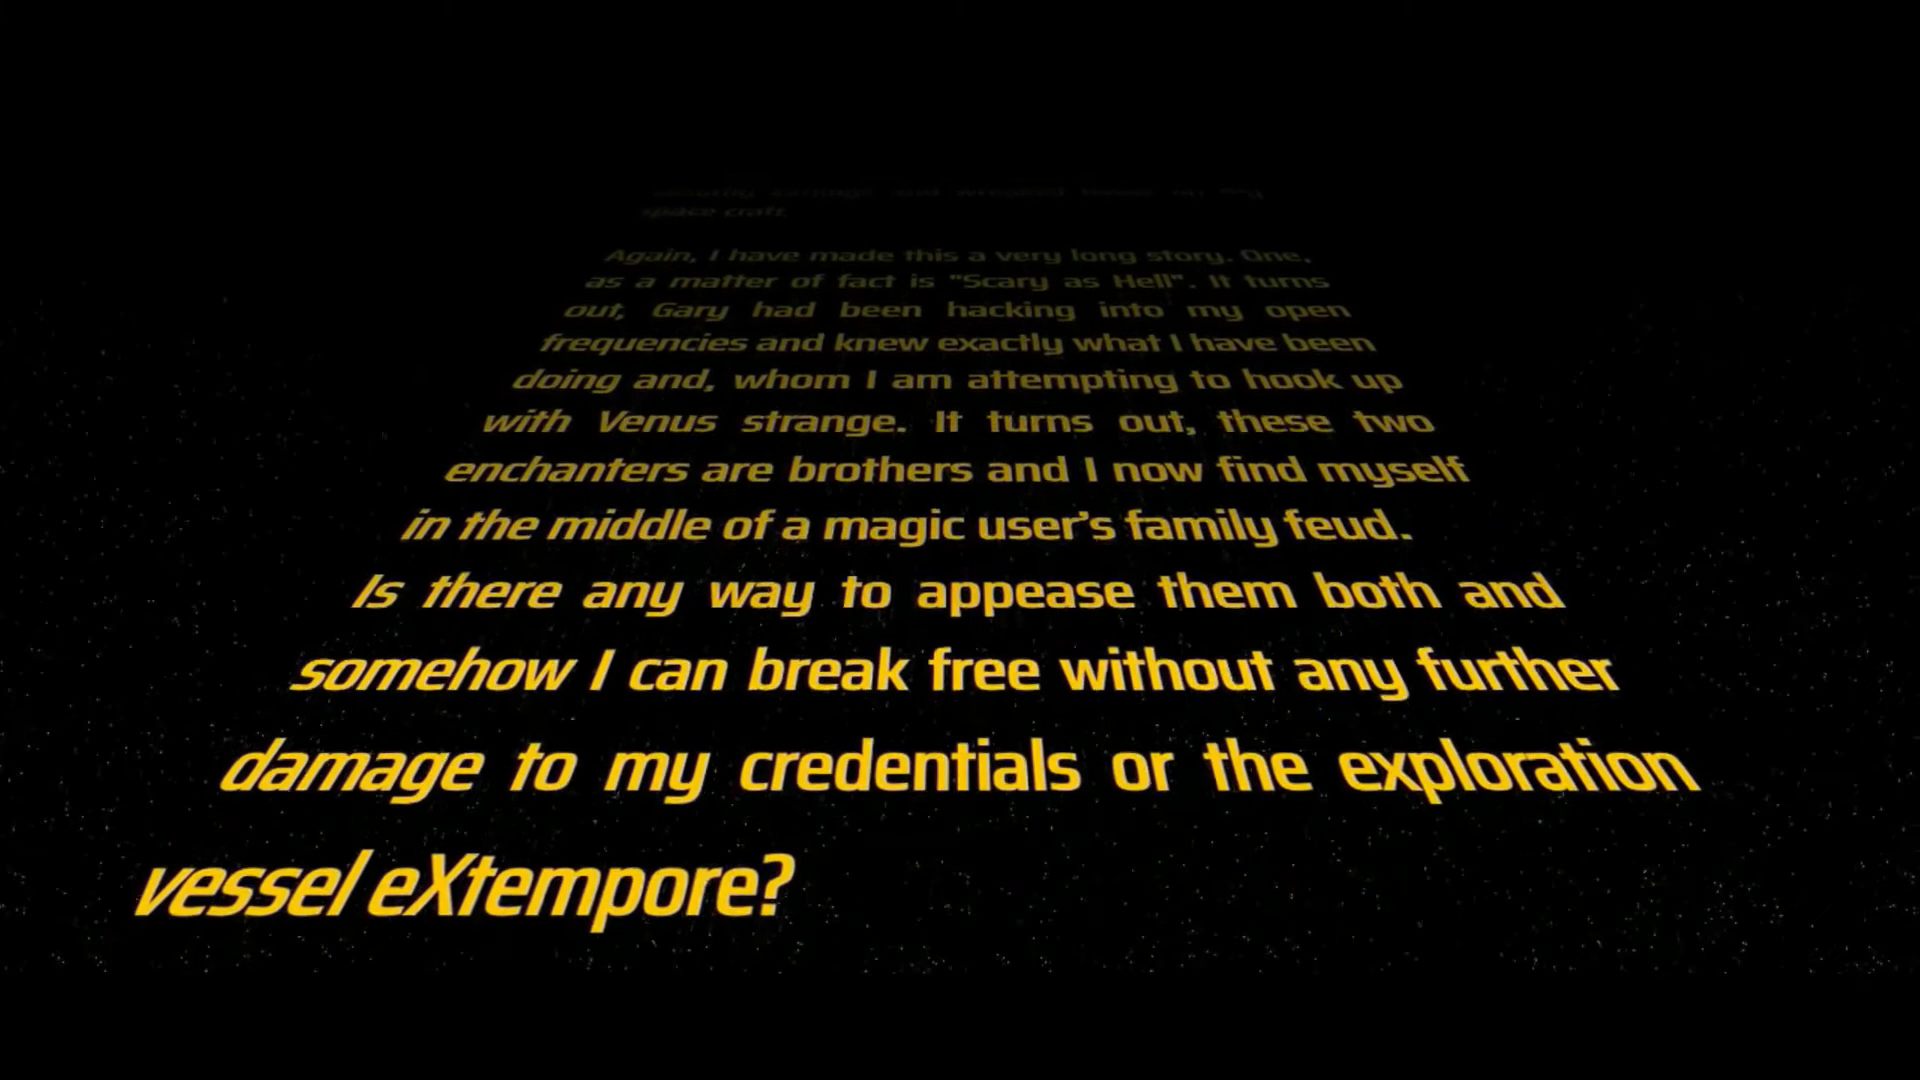 space craft.
Again, I have made this a very long story. One,
as a matter of fact is "Scary as Hell". It turns
out, Gary had been hacking into my open
frequencies and knew exactly what I have been
doing and, whom I am attempting to hook up
with Venus strange. It turns out, these two
enchanters are brothers and I now find myself
in the middle of a magic user's family feud.
Is there any way to appease them both and
somehow I can break free without any further
damage to my credentials or the exploration
vessel eXtempore?